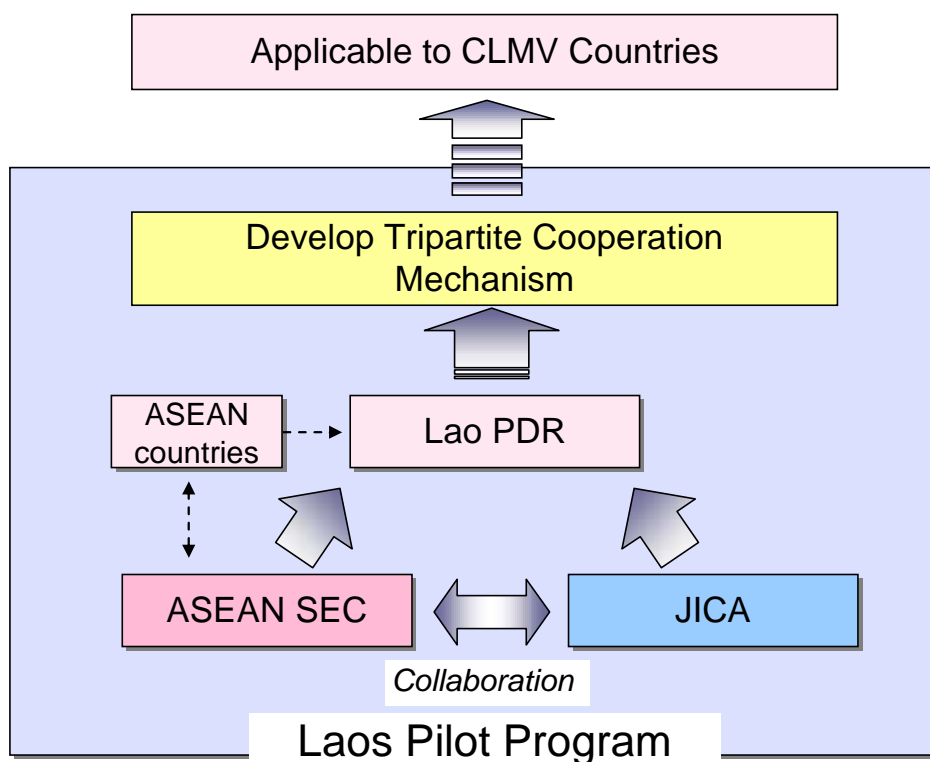 Applicable to CLMV Countries
Develop Tripartite Cooperation
Mechanism
ASEAN
countries
Lao PDR
ASEAN SEC
JICA
Collaboration
Laos Pilot Program